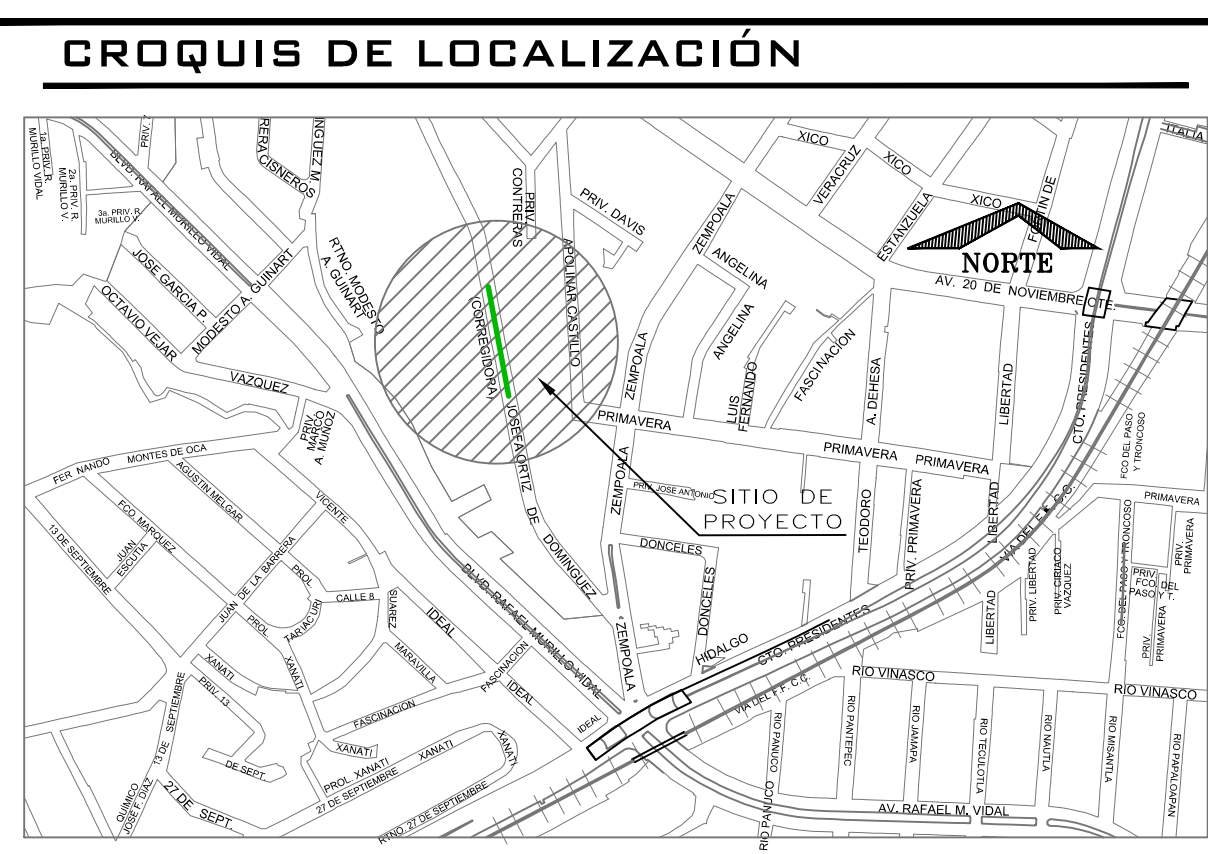 CROQUIS DE LOCALIZACIÓN
1a. PRIV. R.
MURILLO VIDAL
2a. PRIV. R.
MURILLO V.
3a. PRIV. R.
MURILLO V.
PRIV.
BLVD. RAFAEL MURILLO VIDAL
RERA CISNEROS
INGUEZ M.
PRIV.
CONTRERAS
PRIV. DAVIS
ZEMPOALA
XICO
VERACRUZ
XICO
ESTANZUELA
XICO
FORTIN DE
ITALIA
NORTE
JOSE GARCIA P.
OCTAVIO VEJAR
MODESTO A. GUINART
RTNO. MODESTO
A. GUINART
VAZQUEZ
(CORREGIDORA)
APOLINAR CASTILLO
ANGELINA
ANGELINA
LUIS
FERNANDO
FASCINACION
AV. 20 DE NOVIEMBRE OTE.
CTO. PRESIDENTES
A. DEHESA
LIBERTAD
ZEMPOALA
PRIV.
MARCO
A. MUÑOZ
JOSEFA ORTIZ DE DOMINGUEZ
PRIMAVERA
PRIMAVERA
PRIMAVERA
FCO DEL PASO
Y TRONCOSO
PRIMAVERA
FER NANDO MONTES DE OCA
AGUSTIN MELGAR
VICENTE
FCO. MARQUEZ
JUAN
ESCUTIA
13 DE SEPTIEMBRE
JUAN DE LA BARRERA
ZEMPOALA
PRIV. JOSE ANTONIO
SITIO DE
PROYECTO
DONCELES
DONCELES
TEODORO
PRIV. PRIMAVERA
LIBERTAD
VIA DEL F.F. C.C.
PRIV. LIBERTAD
PRIV. CIRIACO
VAZQUEZ
FCO. DEL PASO Y TRONCOSO
PRIV.
PRIMAVERA
PRIV.
FCO. DEL
PASO Y T.
PRIV.
PRIMAVERA
LIBERTAD
PROL.
TARIACURI
CALLE 8
SUAREZ
IDEAL
BLVD. RAFAEL MURILLO VIDAL
PROL.
XANATI
MARAVILLA
FASCINACION
IDEAL
IDEAL
ZEMPOALA
HIDALGO
CTO. PRESIDENTES
VIA DEL F.F. C.C.
RIO VINASCO
RIO VINASCO
XANATI
PRIV. 13
DE SEPT.
13 DE SEPTIEMBRE
FASCINACION
XANATI
PROL. XANATI
XANATI
XANATI
27 DE SEPTIEMBRE
RTNO. 27 DE SEPTIEMBRE
27 DE SEPT.
QUÍMICO
JOSE F. DIAZ
RIO PANUCO
RIO PANTEPEC
RIO JAMAPA
RIO TECULOTLA
RIO NAUTLA
RIO MISANTLA
RIO PAPALOAPAN
RIO PANUCO
AV. RAFAEL M. VIDAL